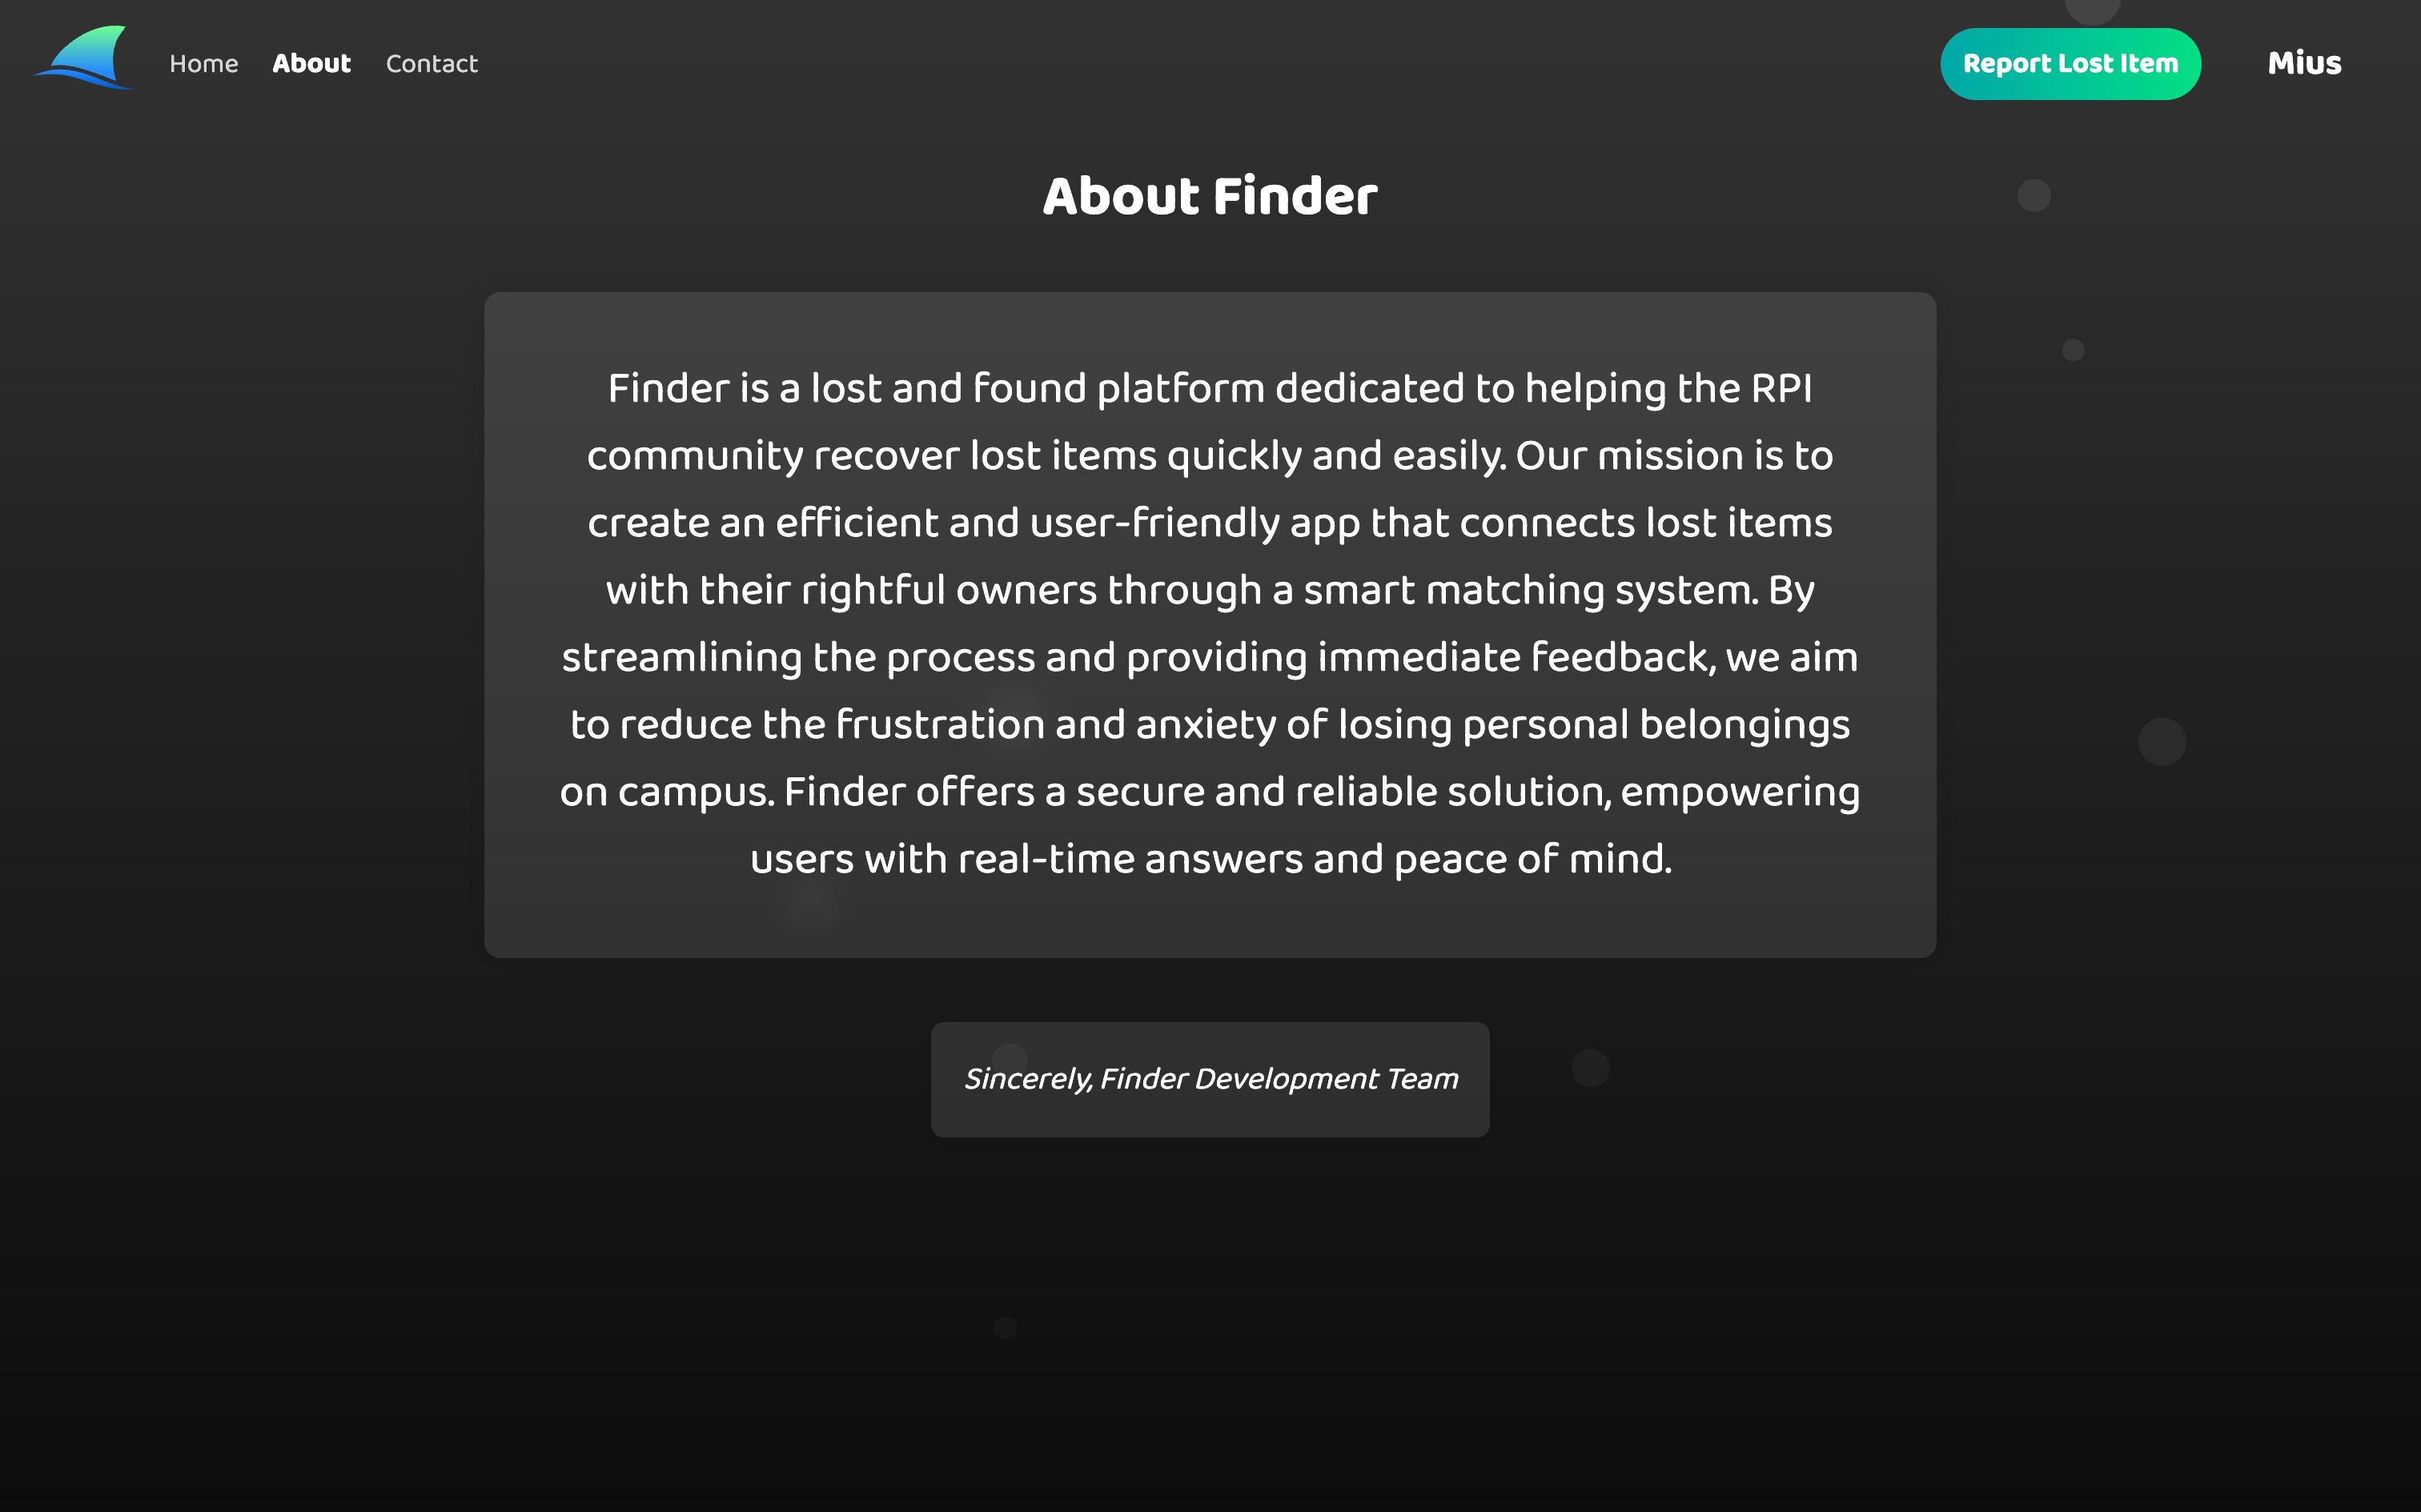 Home About Contact Report Lost Item Mius
About Finder
Finder is a lost and found platform dedicated to helping the RPI
community recover lost items quickly and easily. Our mission is to
create an efficient and user-friendly app that connects lost items
with their rightful owners through a smart matching system. By
streamlining the process and providing immediate feedback, we aim
to reduce the frustration and anxiety of losing personal belongings
on campus. Finder offers a secure and reliable solution, empowering
users with real-time answers and peace of mind.
Sincerely, Finder Development Team